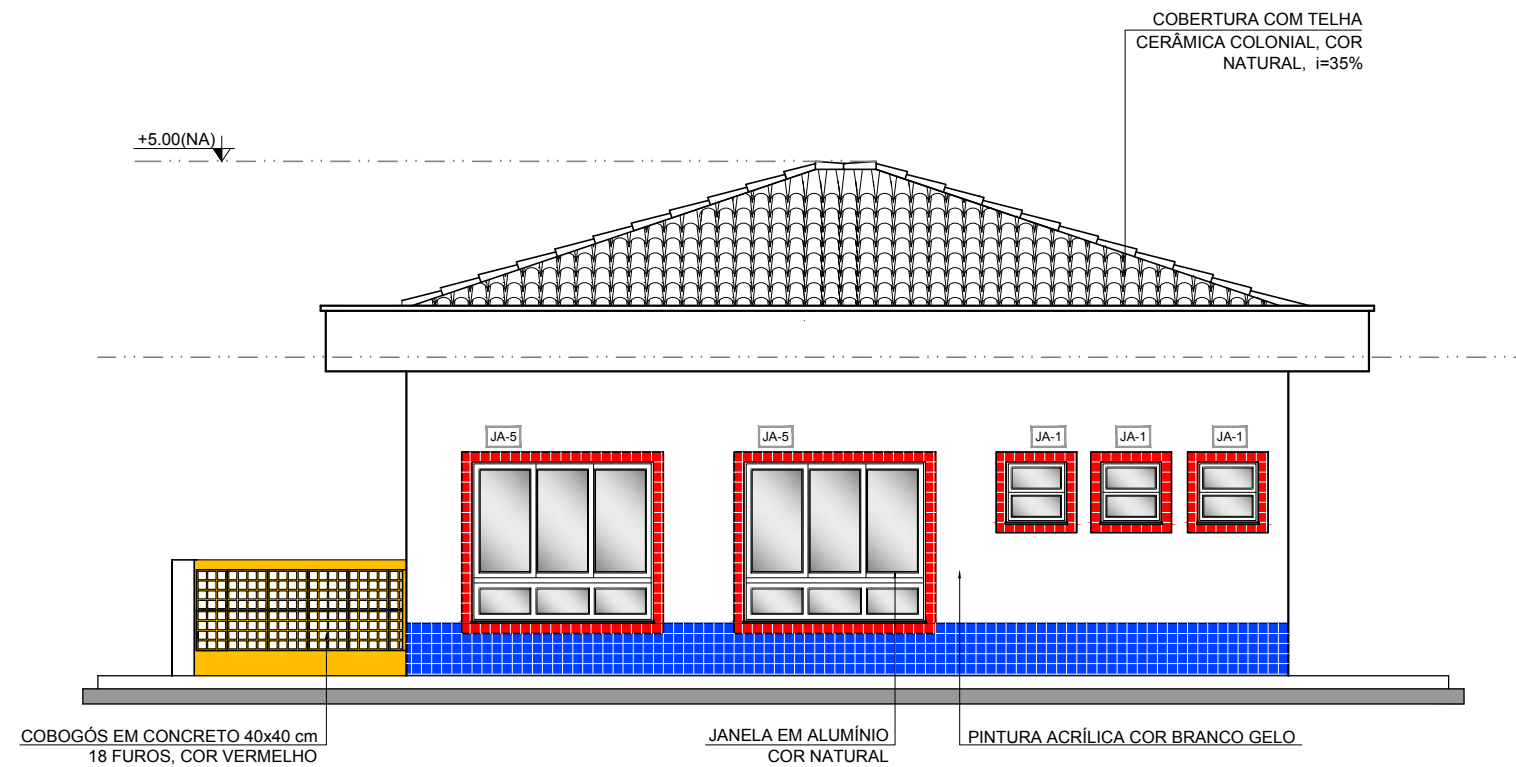 COBERTURA COM TELHA
CERÂMICA COLONIAL, COR
NATURAL, i=35%
+5.00(NA)
JA-5
JA-5
JA-1
JA-1
JA-1
COBOGÓS EM CONCRETO 40x40 cm
18 FUROS, COR VERMELHO
JANELA EM ALUMÍNIO
COR NATURAL
PINTURA ACRÍLICA COR BRANCO GELO